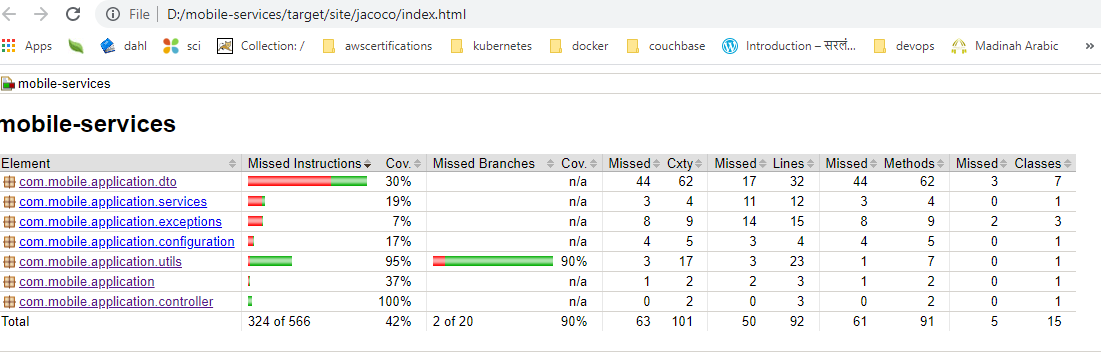 File | D:/mobile-services/target/site/jacoco/index.html
Apps dahl sci Collection: / awscertifications kubernetes docker couchbase Introduction – सरलं... devops Madinah Arabic »
mobile-services
mobile-services
Element Missed Instructions Cov. Missed Branches Cov. Missed Cxty Missed Lines Missed Methods Missed Classes
com.mobile.application.dto 30% n/a 44 62 17 32 44 62 3 7
com.mobile.application.services 19% n/a 3 4 11 12 3 4 0 1
com.mobile.application.exceptions 7% n/a 8 9 14 15 8 9 2 3
com.mobile.application.configuration 17% n/a 4 5 3 4 4 5 0 1
com.mobile.application.utils 95% 90% 3 17 3 23 1 7 0 1
com.mobile.application 37% n/a 1 2 2 3 1 2 0 1
com.mobile.application.controller 100% n/a 0 2 0 3 0 2 0 1
Total 324 of 566 42% 2 of 20 90% 63 101 50 92 61 91 5 15